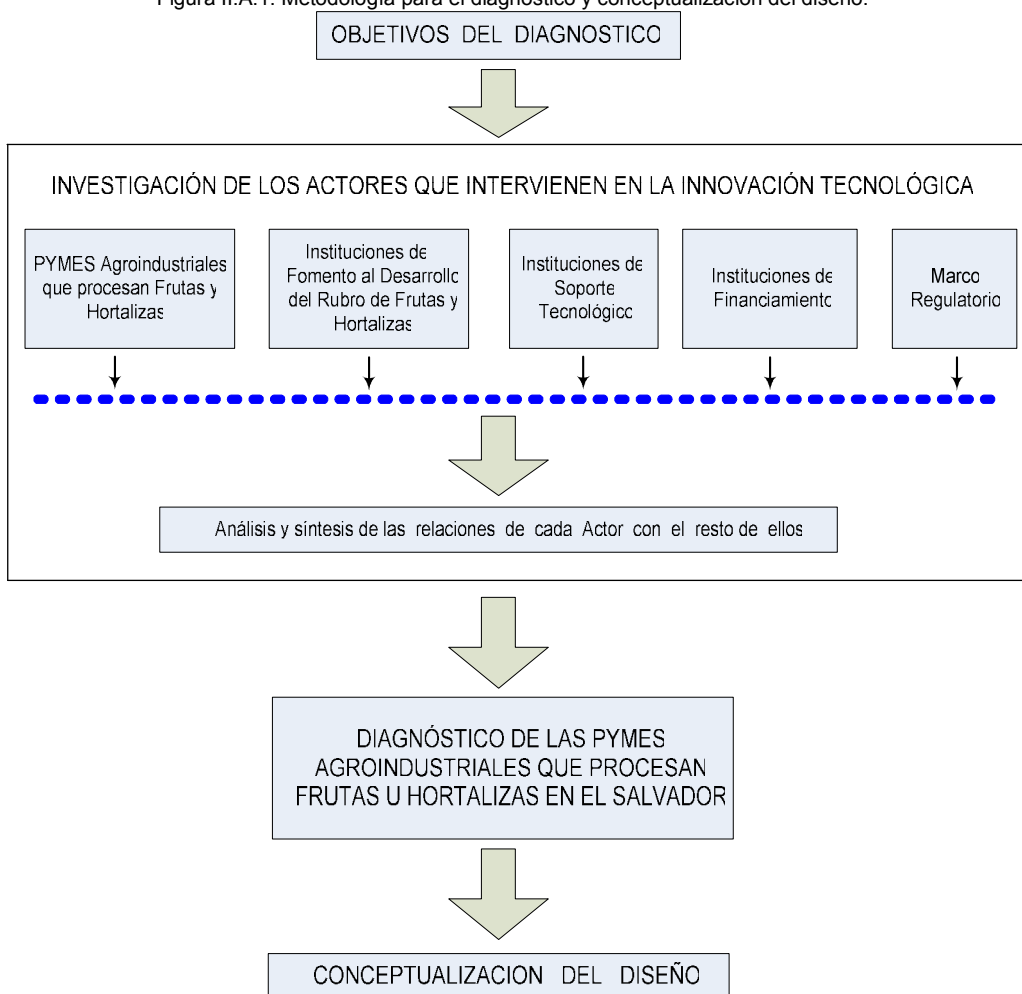 Figura II.A.1. Metodología para el diagnóstico y conceptualización del diseño.
OBJETIVOS DEL DIAGNOSTICO
INVESTIGACIÓN DE LOS ACTORES QUE INTERVIENEN EN LA INNOVACIÓN TECNOLÓGICA
PYMES Agroindustriales
que procesan Frutas y
Hortalizas
Instituciones de
Fomento al Desarrollo
del Rubro de Frutas y
Hortalizas
Instituciones de
Soporte
Tecnológico
Instituciones de
Financiamiento
Marco
Regulatorio
Análisis y síntesis de las relaciones de cada Actor con el resto de ellos
DIAGNÓSTICO DE LAS PYMES
AGROINDUSTRIALES QUE PROCESAN
FRUTAS U HORTALIZAS EN EL SALVADOR
CONCEPTUALIZACION DEL DISEÑO